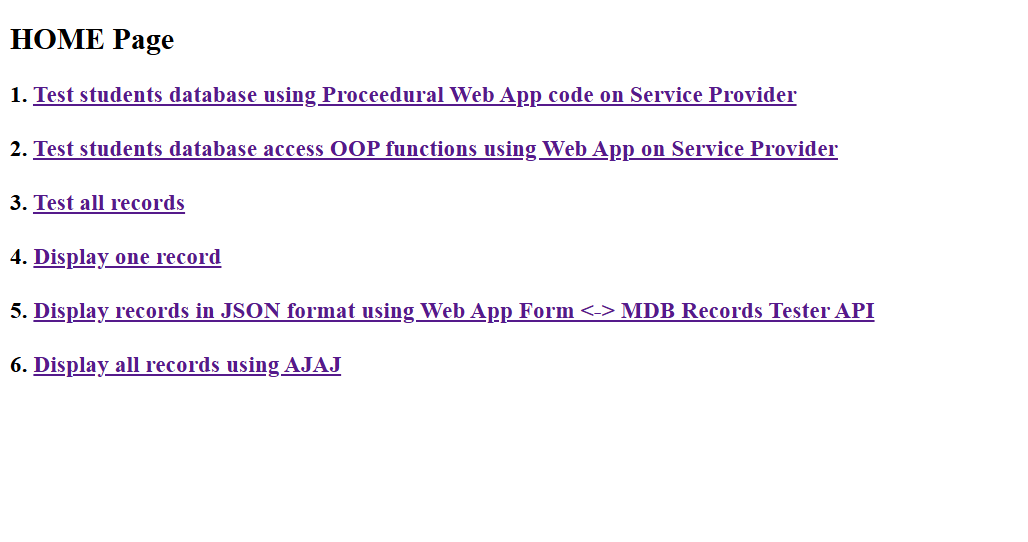 HOME Page
1. Test students database using Proceedural Web App code on Service Provider
2. Test students database access OOP functions using Web App on Service Provider
3. Test all records
4. Display one record
5. Display records in JSON format using Web App Form <-> MDB Records Tester API
6. Display all records using AJAJ